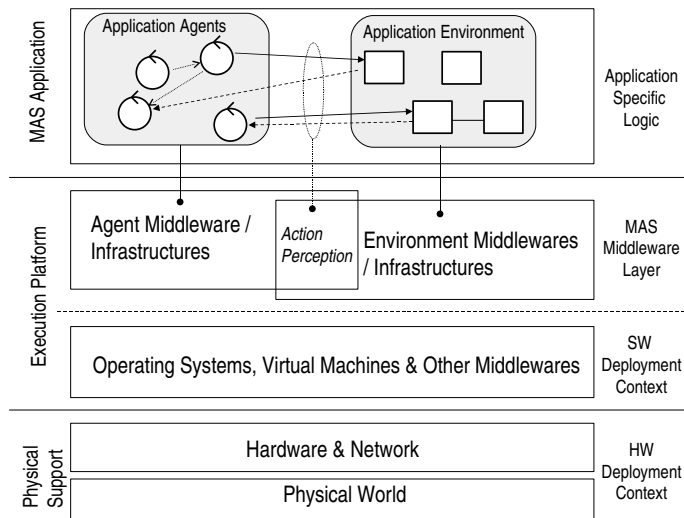 MAS Application
Application Agents
Application Environment
Application
Specific
Logic
Execution Platform
Agent Middleware /
Infrastructures
Action
Perception
Environment Middlewares
/ Infrastructures
MAS
Middleware
Layer
Operating Systems, Virtual Machines & Other Middlewares
SW
Deployment
Context
Physical
Support
Hardware & Network
Physical World
HW
Deployment
Context